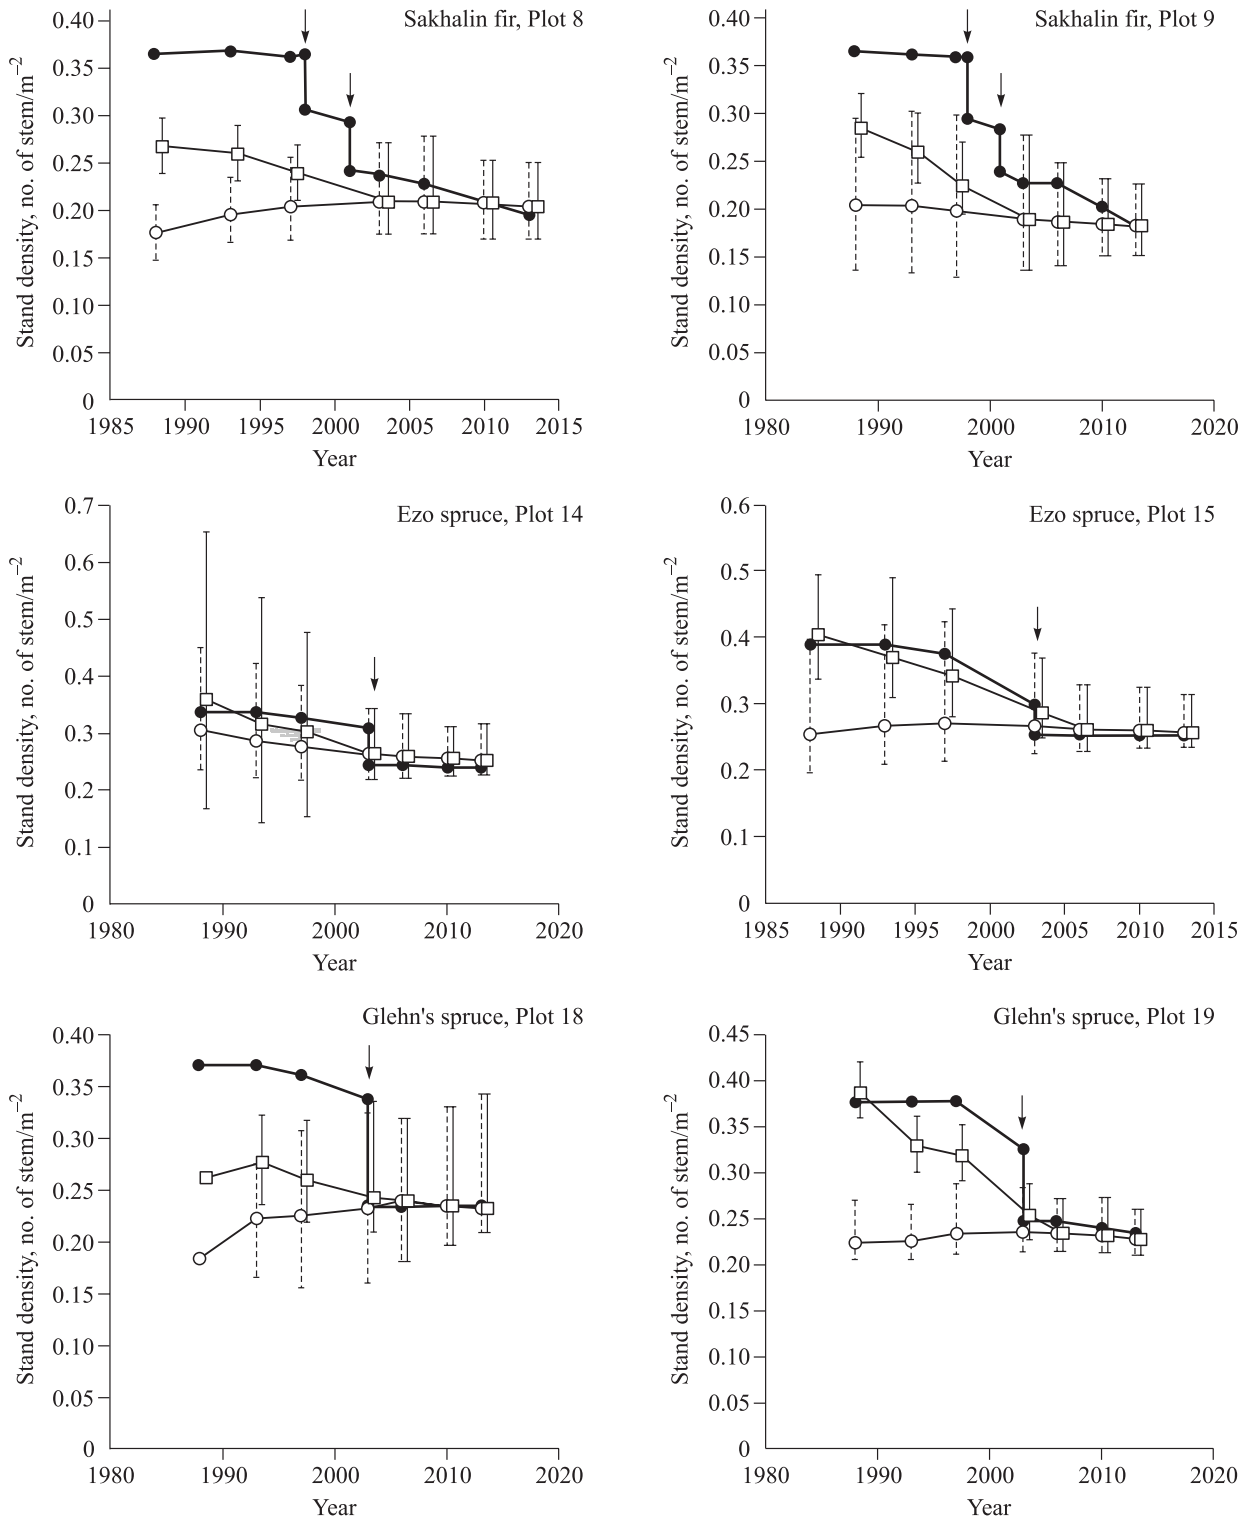 Sakhalin fir, Plot 8
Stand density, no. of stem/m−2
0.40
0.35
0.30
0.25
0.20
0.15
0.10
0.05
0
1985 1990 1995 2000 2005 2010 2015
Year
Sakhalin fir, Plot 9
Stand density, no. of stem/m−2
0.40
0.35
0.30
0.25
0.20
0.15
0.10
0.05
0
1980 1990 2000 2010 2020
Year
Ezo spruce, Plot 14
Stand density, no. of stem/m−2
0.7
0.6
0.5
0.4
0.3
0.2
0.1
0
1980 1990 2000 2010 2020
Year
Ezo spruce, Plot 15
Stand density, no. of stem/m−2
0.6
0.5
0.4
0.3
0.2
0.1
0
1985 1990 1995 2000 2005 2010 2015
Year
Glehn's spruce, Plot 18
Stand density, no. of stem/m−2
0.40
0.35
0.30
0.25
0.20
0.15
0.10
0.05
0
1980 1990 2000 2010 2020
Year
Glehn's spruce, Plot 19
Stand density, no. of stem/m−2
0.45
0.40
0.35
0.30
0.25
0.20
0.15
0.10
0.05
0
1980 1990 2000 2010 2020
Year